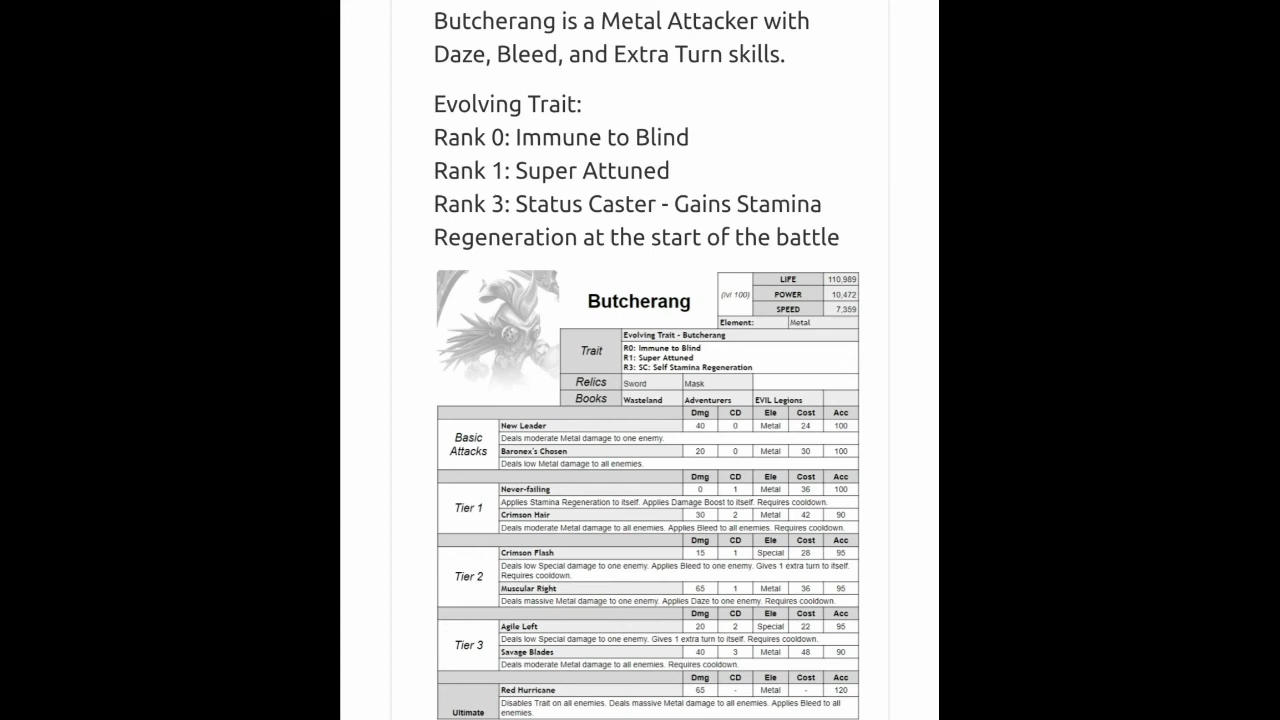 Butcherang is a Metal Attacker with
Daze, Bleed, and Extra Turn skills.
Evolving Trait:
Rank 0: Immune to Blind
Rank 1: Super Attuned
Rank 3: Status Caster - Gains Stamina
Regeneration at the start of the battle
Butcherang
(lvl 100)
LIFE 110,989
POWER 10,472
SPEED 7,359
Element: Metal
Trait
Evolving Trait - Butcherang
R0: Immune to Blind
R1: Super Attuned
R3: SC: Self Stamina Regeneration
Relics Sword Mask
Books Wasteland Adventurers EVIL Legions
Dmg CD Ele Cost Acc
Basic Attacks
New Leader 40 0 Metal 24 100
Deals moderate Metal damage to one enemy.
Baronex's Chosen 20 0 Metal 30 100
Deals low Metal damage to all enemies.
Dmg CD Ele Cost Acc
Tier 1
Never-failing 0 1 Metal 36 100
Applies Stamina Regeneration to itself. Applies Damage Boost to itself. Requires cooldown.
Crimson Hair 30 2 Metal 42 90
Deals moderate Metal damage to all enemies. Applies Bleed to all enemies. Requires cooldown.
Dmg CD Ele Cost Acc
Tier 2
Crimson Flash 15 1 Special 28 95
Deals low Special damage to one enemy. Applies Bleed to one enemy. Gives 1 extra turn to itself.
Requires cooldown.
Muscular Right 65 1 Metal 36 95
Deals massive Metal damage to one enemy. Applies Daze to one enemy. Requires cooldown.
Dmg CD Ele Cost Acc
Tier 3
Agile Left 20 2 Special 22 95
Deals low Special damage to one enemy. Gives 1 extra turn to itself. Requires cooldown.
Savage Blades 40 3 Metal 48 90
Deals moderate Metal damage to all enemies. Requires cooldown.
Dmg CD Ele Cost Acc
Ultimate
Red Hurricane 65 - Metal - 120
Disables Trait on all enemies. Deals massive Metal damage to all enemies. Applies Bleed to all
enemies.